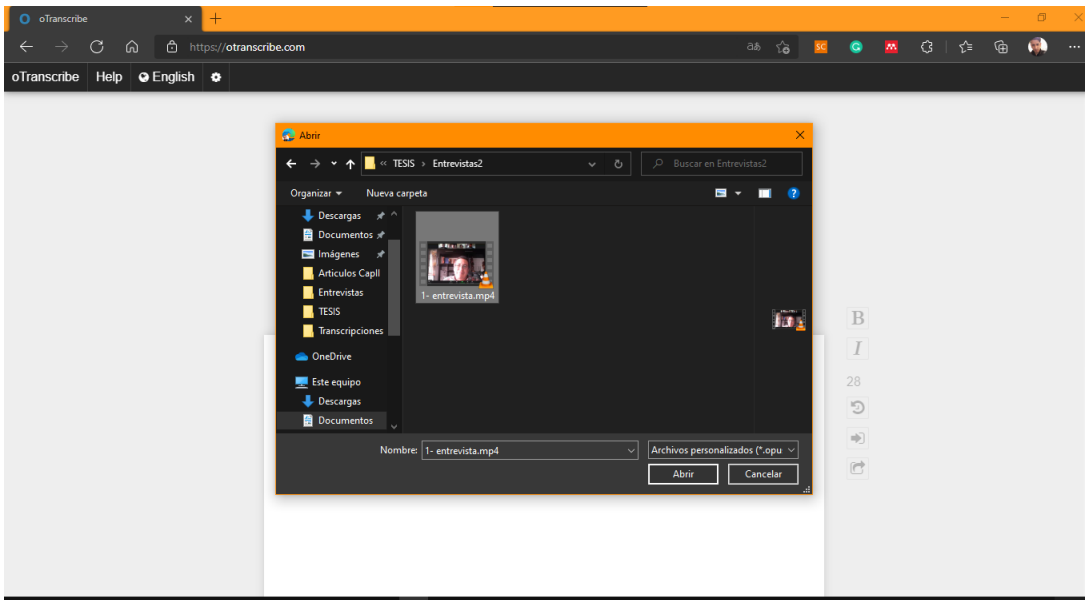 oTranscribe
https://otranscribe.com
oTranscribe Help English
Abrir
« TESIS › Entrevistas2
Buscar en Entrevistas2
Organizar Nueva carpeta
Descargas
Documentos
Imágenes
Articulos Capll
Entrevistas
TESIS
Transcripciones
OneDrive
Este equipo
Descargas
Documentos
1- entrevista.mp4
Nombre: 1- entrevista.mp4
Archivos personalizados (*.opu
Abrir Cancelar
B
I
28